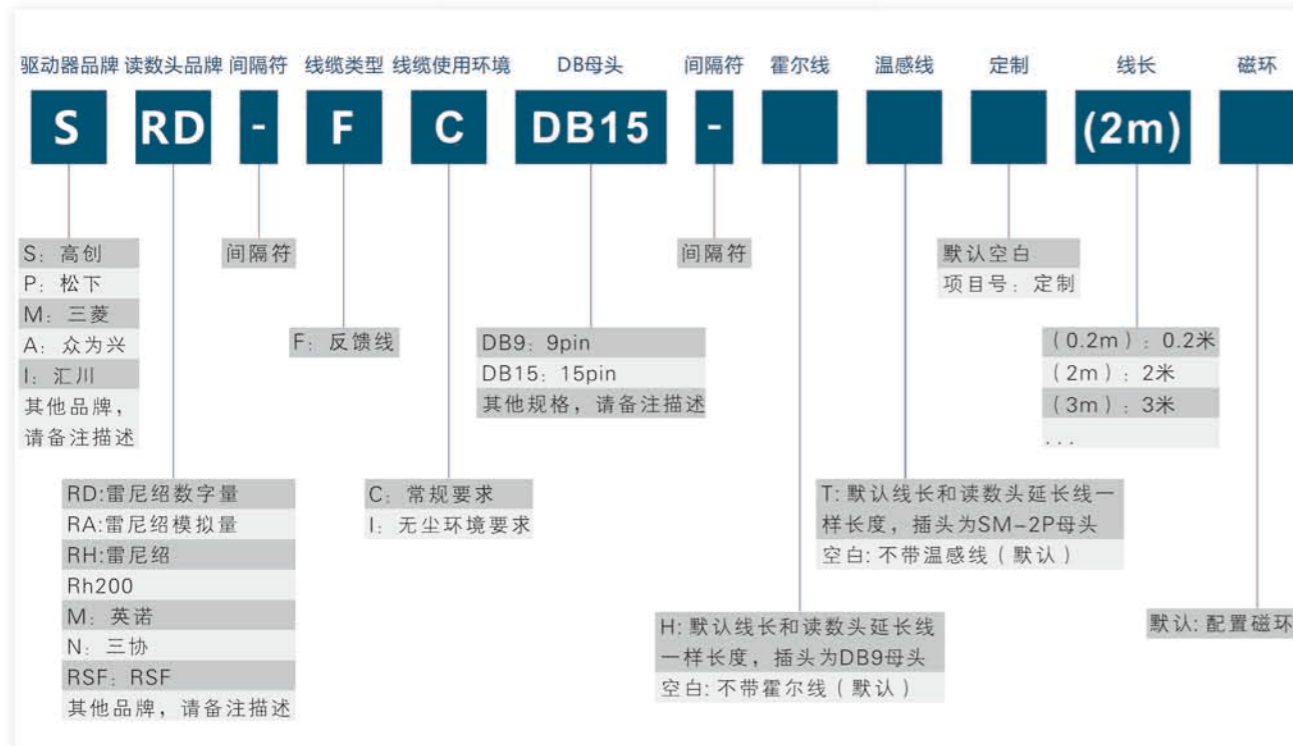 驱动器品牌 读数头品牌 间隔符 线缆类型 线缆使用环境 DB母头 间隔符 霍尔线 温感线 定制 线长 磁环
S RD - F C DB15 - (2m)
S：高创
P：松下
M：三菱
A：众为兴
I：汇川
其他品牌，
请备注描述
间隔符
间隔符
默认空白
项目号：定制
F：反馈线
DB9：9pin
DB15：15pin
其他规格，请备注描述
（0.2m）：0.2米
（2m）：2米
（3m）：3米
...
RD:雷尼绍数字量
RA:雷尼绍模拟量
RH:雷尼绍
Rh200
M：英诺
N：三协
RSF：RSF
其他品牌，请备注描述
C：常规要求
I：无尘环境要求
T:默认线长和读数头延长线一
样长度，插头为SM-2P母头
空白:不带温感线（默认）
H:默认线长和读数头延长线
一样长度，插头为DB9母头
空白:不带霍尔线（默认）
默认:配置磁环